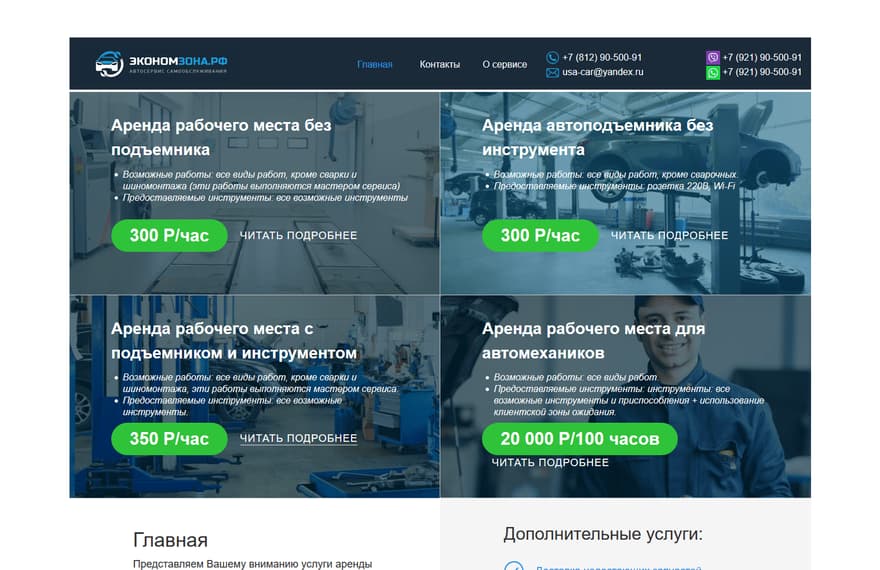 ЭКОНОМЗОНА.РФ
АВТОСЕРВИС САМООБСЛУЖИВАНИЯ
Главная
Контакты
О сервисе
+7 (812) 90-500-91
usa-car@yandex.ru
+7 (921) 90-500-91
+7 (921) 90-500-91
Аренда рабочего места без
подъемника
Возможные работы: все виды работ, кроме сварки и
шиномонтажа (эти работы выполняются мастером сервиса)
Предоставляемые инструменты: все возможные инструменты
300 Р/час
ЧИТАТЬ ПОДРОБНЕЕ
Аренда автоподъемника без
инструмента
Возможные работы: все виды работ, кроме сварочных.
Предоставляемые инструменты: розетка 220В, Wi-Fi
300 Р/час
ЧИТАТЬ ПОДРОБНЕЕ
Аренда рабочего места с
подъемником и инструментом
Возможные работы: все виды работ, кроме сварки и
шиномонтажа, эти работы выполняются мастером сервиса.
Предоставляемые инструменты: все возможные
инструменты.
350 Р/час
ЧИТАТЬ ПОДРОБНЕЕ
Аренда рабочего места для
автомехаников
Возможные работы: все виды работ
Предоставляемые инструменты: инструменты: все
возможные инструменты и приспособления + использование
клиентской зоны ожидания.
20 000 Р/100 часов
ЧИТАТЬ ПОДРОБНЕЕ
Главная
Представляем Вашему вниманию услуги аренды
Дополнительные услуги:
Доставка недостающих запчастей